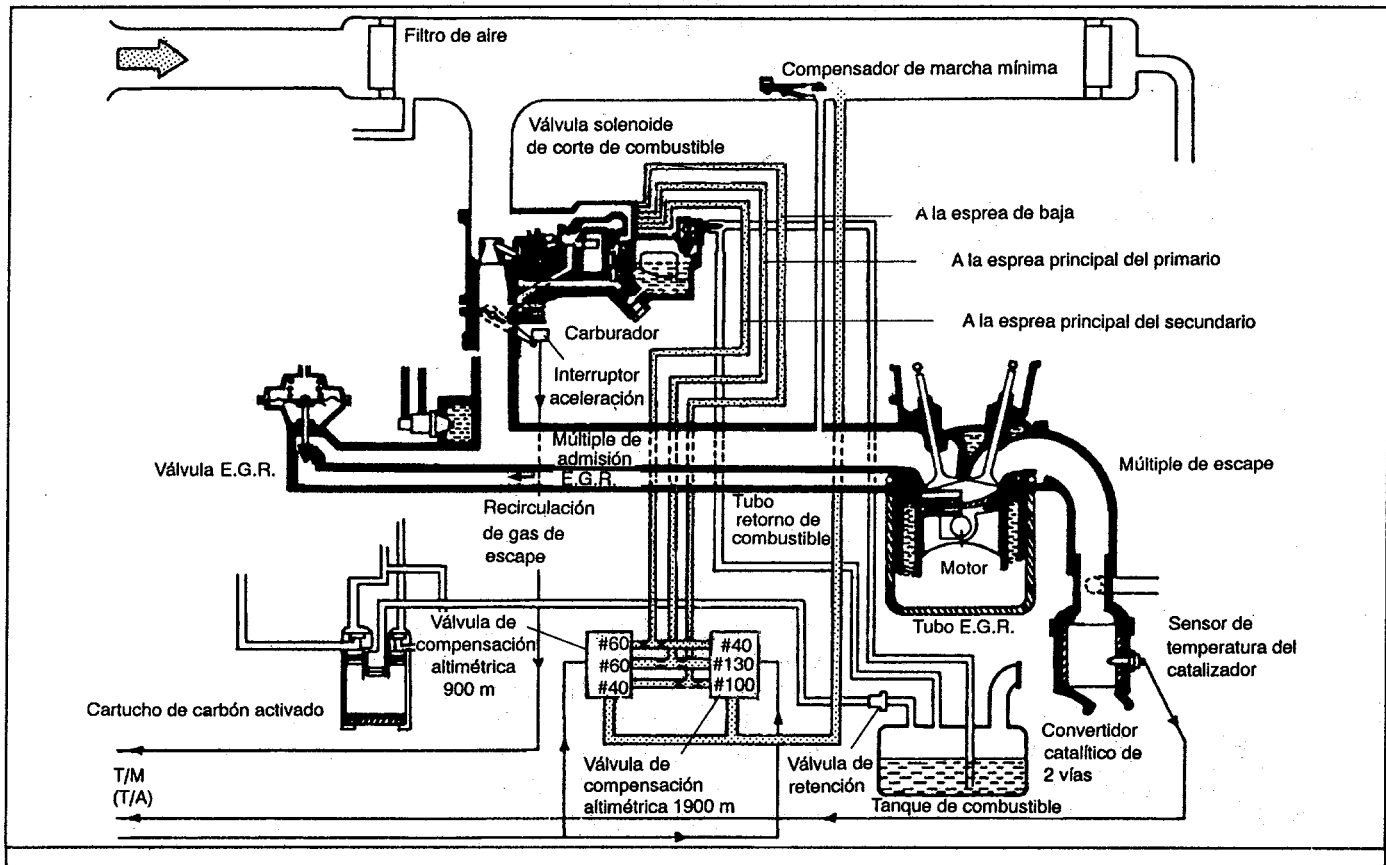 Filtro de aire
Compensador de marcha mínima
Válvula solenoide
de corte de combustible
A la esprea de baja
A la esprea principal del primario
A la esprea principal del secundario
Carburador
Interruptor
aceleración
Múltiple de
admisión
E.G.R.
Válvula E.G.R.
Múltiple de escape
Recirculación
de gas de
escape
Tubo
retorno de
combustible
Motor
Tubo E.G.R.
Sensor de
temperatura del
catalizador
Válvula de
compensación
altimétrica
900 m
#60
#60
#40
#40
#130
#100
Cartucho de carbón activado
Convertidor
catalítico de
2 vías
T/M
(T/A)
Válvula de
compensación
altimétrica 1900 m
Válvula de
retención
Tanque de combustible